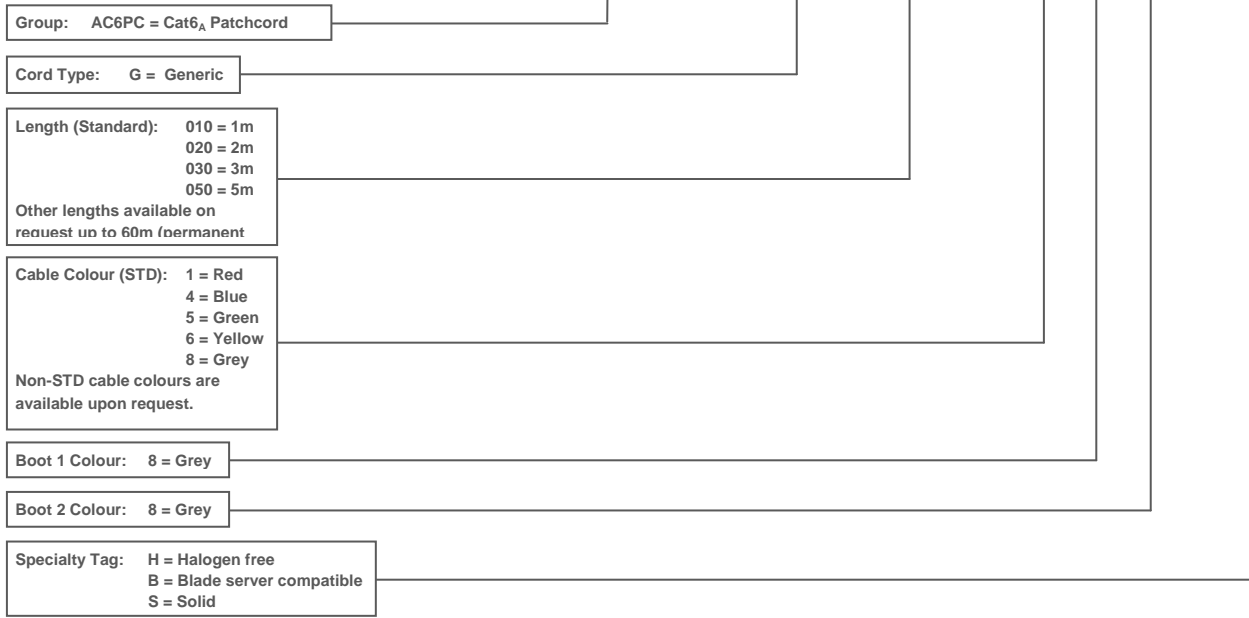 Group: AC6PC = Cat6A Patchcord
Cord Type: G = Generic
Length (Standard): 010 = 1m
020 = 2m
030 = 3m
050 = 5m
Other lengths available on
request up to 60m (permanent
Cable Colour (STD): 1 = Red
4 = Blue
5 = Green
6 = Yellow
8 = Grey
Non-STD cable colours are
available upon request.
Boot 1 Colour: 8 = Grey
Boot 2 Colour: 8 = Grey
Specialty Tag: H = Halogen free
B = Blade server compatible
S = Solid